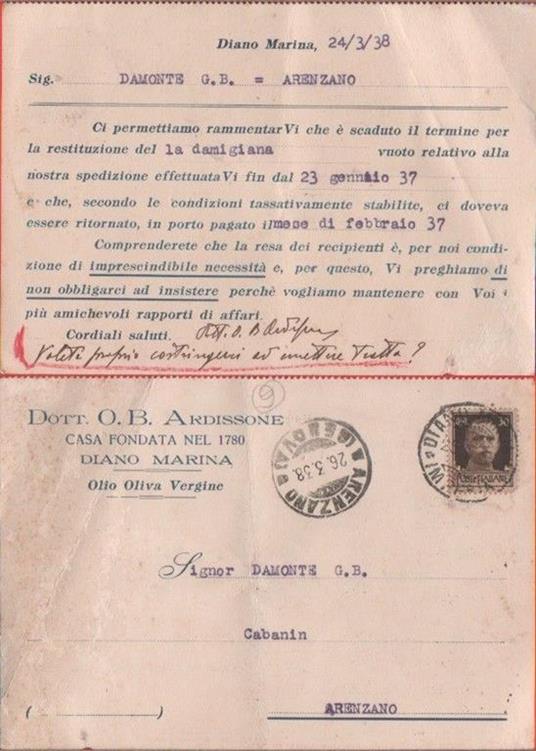 Diano Marina, 24/3/38
Sig. DAMONTE G.B. = ARENZANO
Ci permettiamo rammentarVi che è scaduto il termine per
la restituzione del la damigiana vuoto relativo alla
nostra spedizione effettuataVi fin dal 23 gennaio 37
e che, secondo le condizioni tassativamente stabilite, ci doveva
essere ritornato, in porto pagato il mese di febbraio 37
Comprenderete che la resa dei recipienti è, per noi condi-
zione di imprescindibile necessità e, per questo, Vi preghiamo di
non obbligarci ad insistere perchè vogliamo mantenere con Voi i
più amichevoli rapporti di affari.
Cordiali saluti. Dott. O. B. Ardissone
Volete proprio costringerci ad emettere tratta?
9
DOTT. O. B. ARDISSONE
CASA FONDATA NEL 1780
DIANO MARINA
Olio Oliva Vergine
ARENZANO (GENOVA)
26.3.38
Signor DAMONTE G.B.
Cabanin
ARENZANO